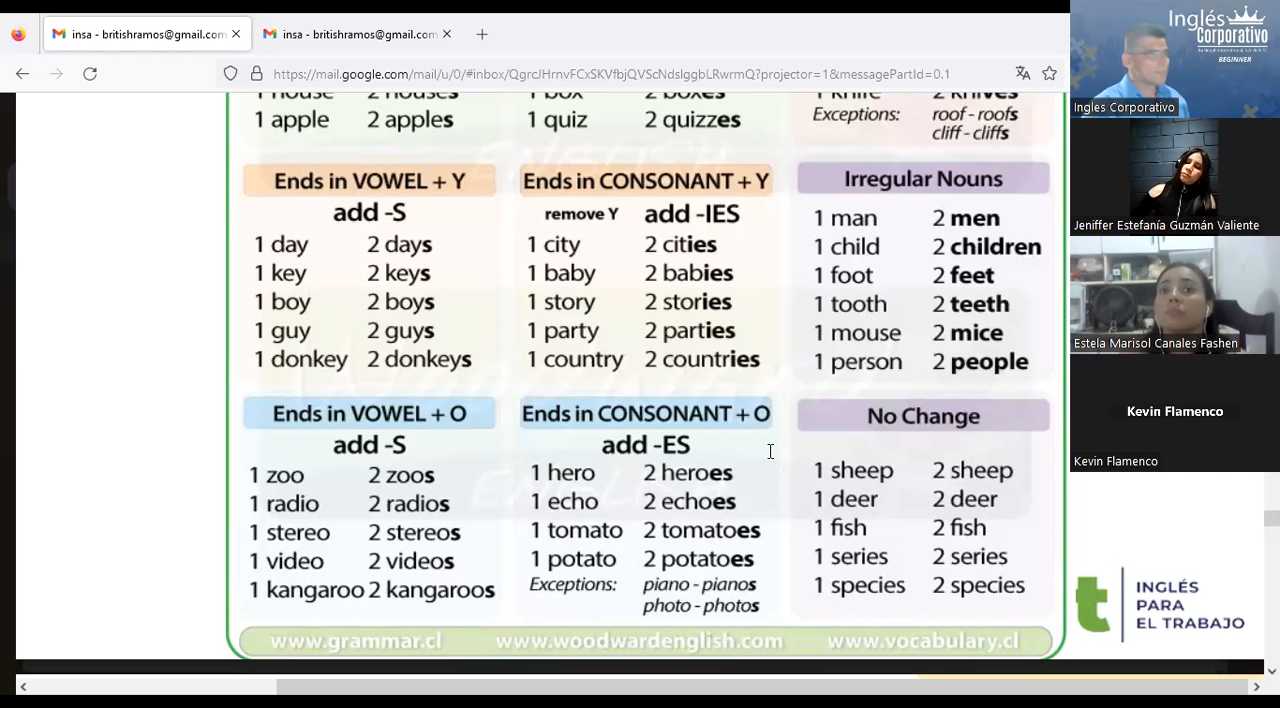 insa - britishramos@gmail.com
insa - britishramos@gmail.com
https://mail.google.com/mail/u/0/#inbox/QgrcJHrnvFCxSKVfbjQVScNdslggbLRwrmQ?projector=1&messagePartId=0.1
1 house 2 houses
1 apple 2 apples
1 box 2 boxes
1 quiz 2 quizzes
1 knife 2 knives
Exceptions: roof - roofs
cliff - cliffs
Ends in VOWEL + Y
add -S
1 day 2 days
1 key 2 keys
1 boy 2 boys
1 guy 2 guys
1 donkey 2 donkeys
Ends in CONSONANT + Y
remove Y add -IES
1 city 2 cities
1 baby 2 babies
1 story 2 stories
1 party 2 parties
1 country 2 countries
Irregular Nouns
1 man 2 men
1 child 2 children
1 foot 2 feet
1 tooth 2 teeth
1 mouse 2 mice
1 person 2 people
Ends in VOWEL + O
add -S
1 zoo 2 zoos
1 radio 2 radios
1 stereo 2 stereos
1 video 2 videos
1 kangaroo 2 kangaroos
Ends in CONSONANT + O
add -ES
1 hero 2 heroes
1 echo 2 echoes
1 tomato 2 tomatoes
1 potato 2 potatoes
Exceptions: piano - pianos
photo - photos
No Change
1 sheep 2 sheep
1 deer 2 deer
1 fish 2 fish
1 series 2 series
1 species 2 species
www.grammar.cl www.woodwardenglish.com www.vocabulary.cl
t
INGLÉS
PARA
EL TRABAJO
Inglés
Corporativo
BEGINNER
Ingles Corporativo
Jeniffer Estefanía Guzmán Valiente
Estela Marisol Canales Fashen
Kevin Flamenco
Kevin Flamenco